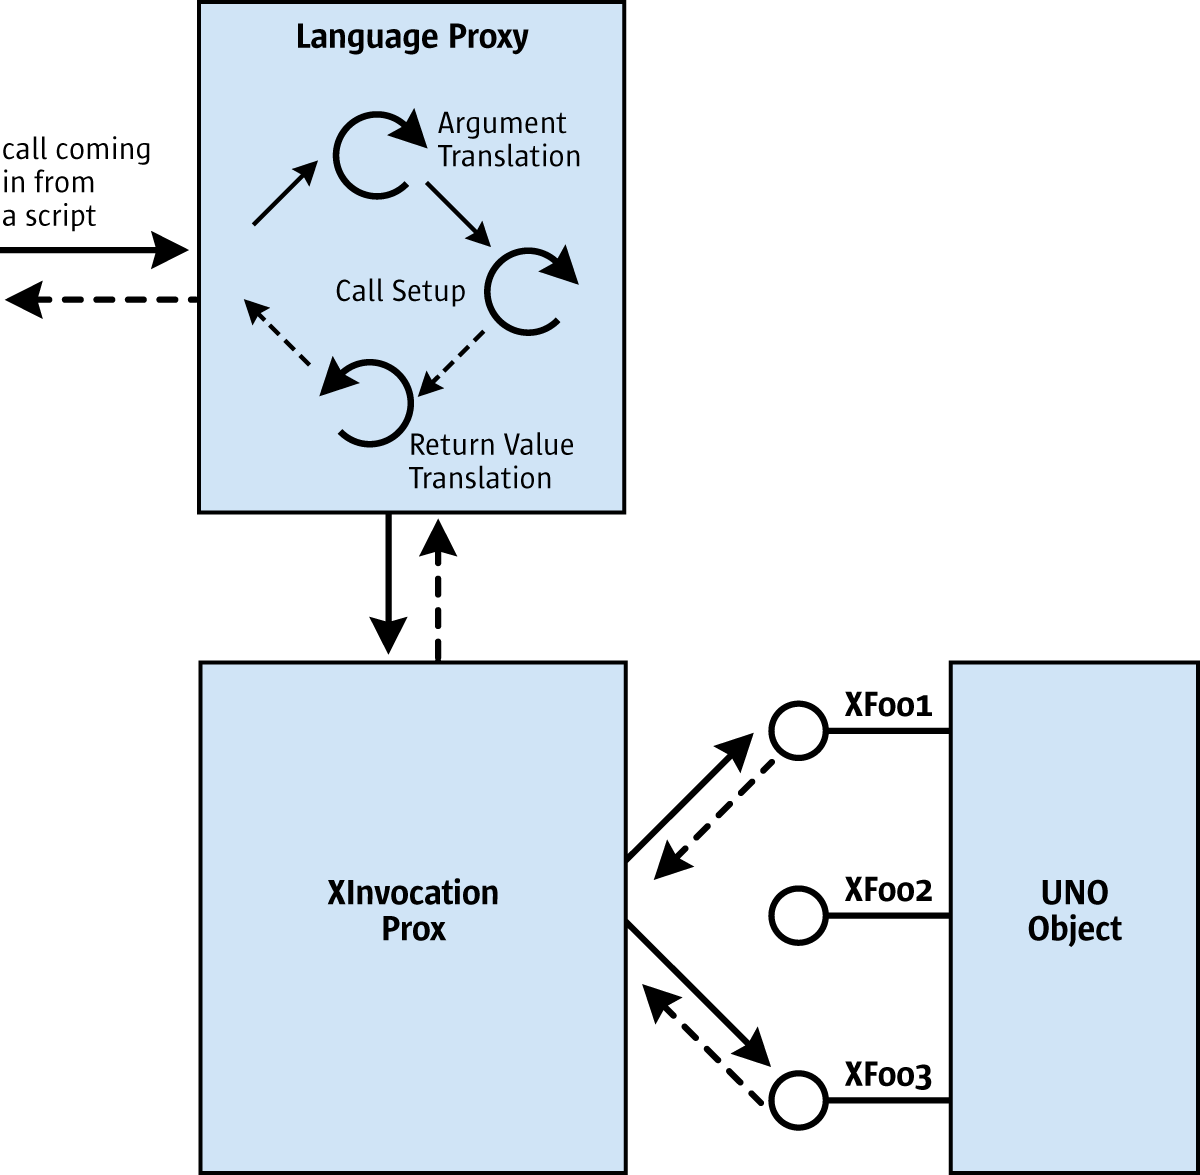 Language Proxy
call coming
in from
a script
Argument
Translation
Call Setup
Return Value
Translation
XInvocation
Prox
XFoo1
XFoo2
XFoo3
UNO
Object